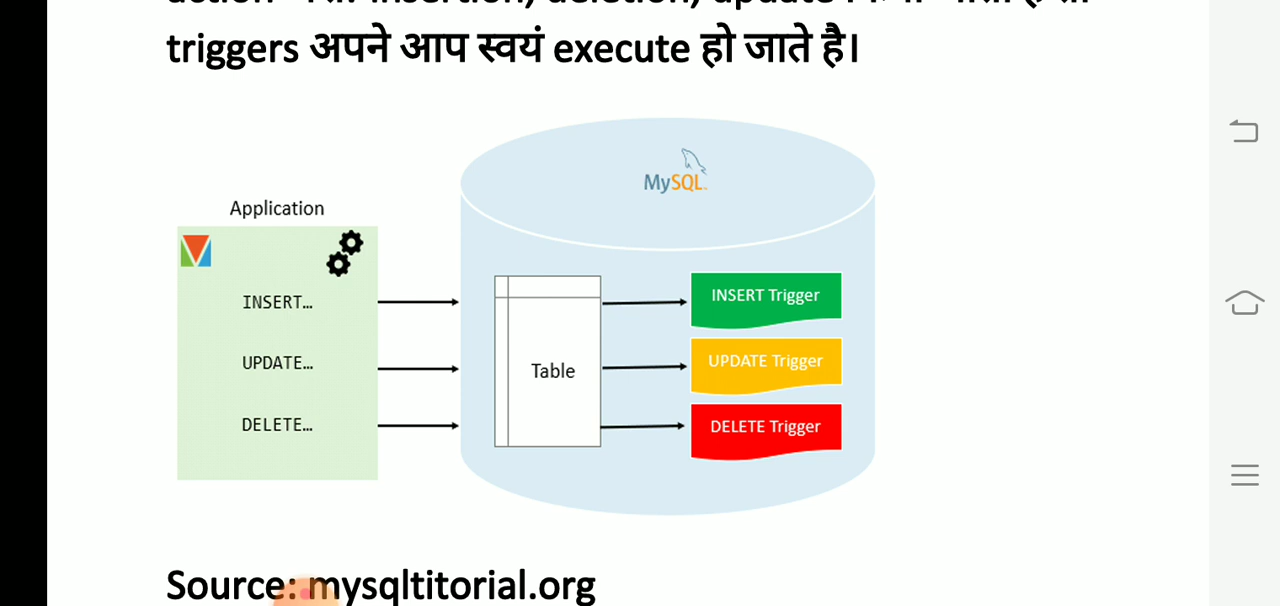 triggers अपने आप स्वयं execute हो जाते है।
MySQL
Application
INSERT...
UPDATE...
DELETE...
Table
INSERT Trigger
UPDATE Trigger
DELETE Trigger
Source: mysqltitorial.org